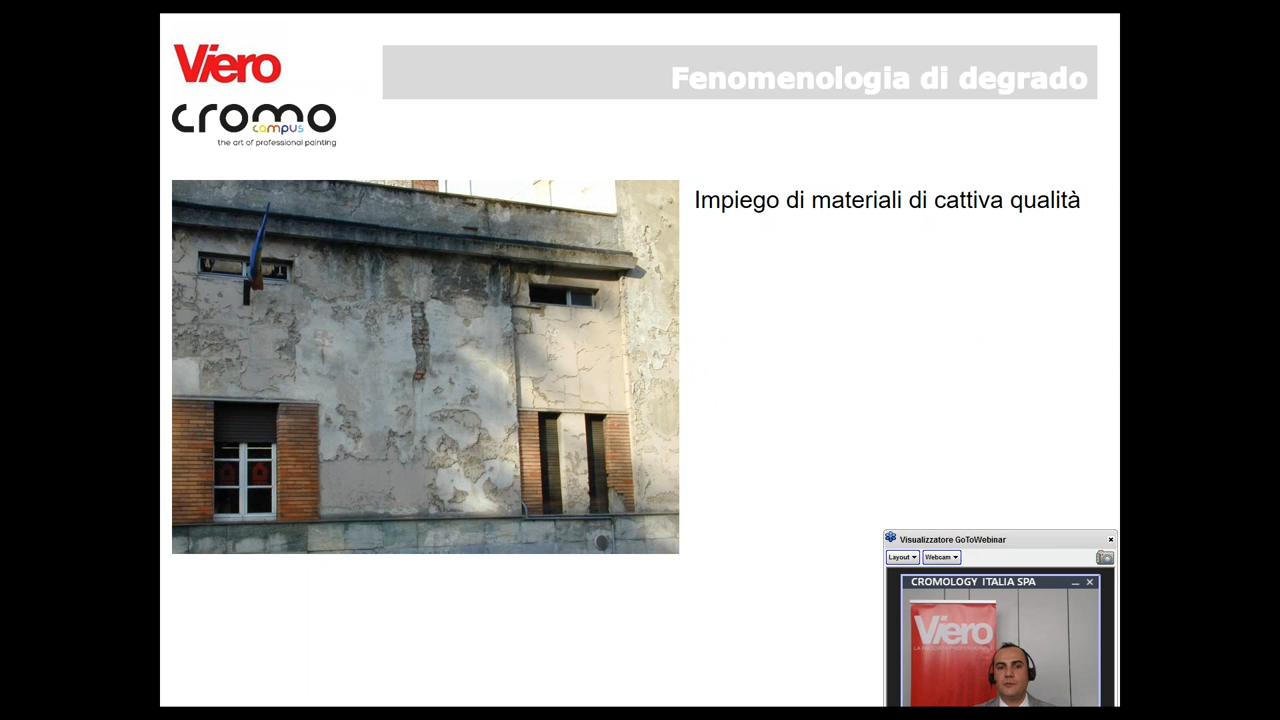 Viero
cromo
campus
the art of professional painting
Fenomenologia di degrado
Impiego di materiali di cattiva qualità
Visualizzatore GoToWebinar
Layout
Webcam
CROMOLOGY ITALIA SPA
Viero